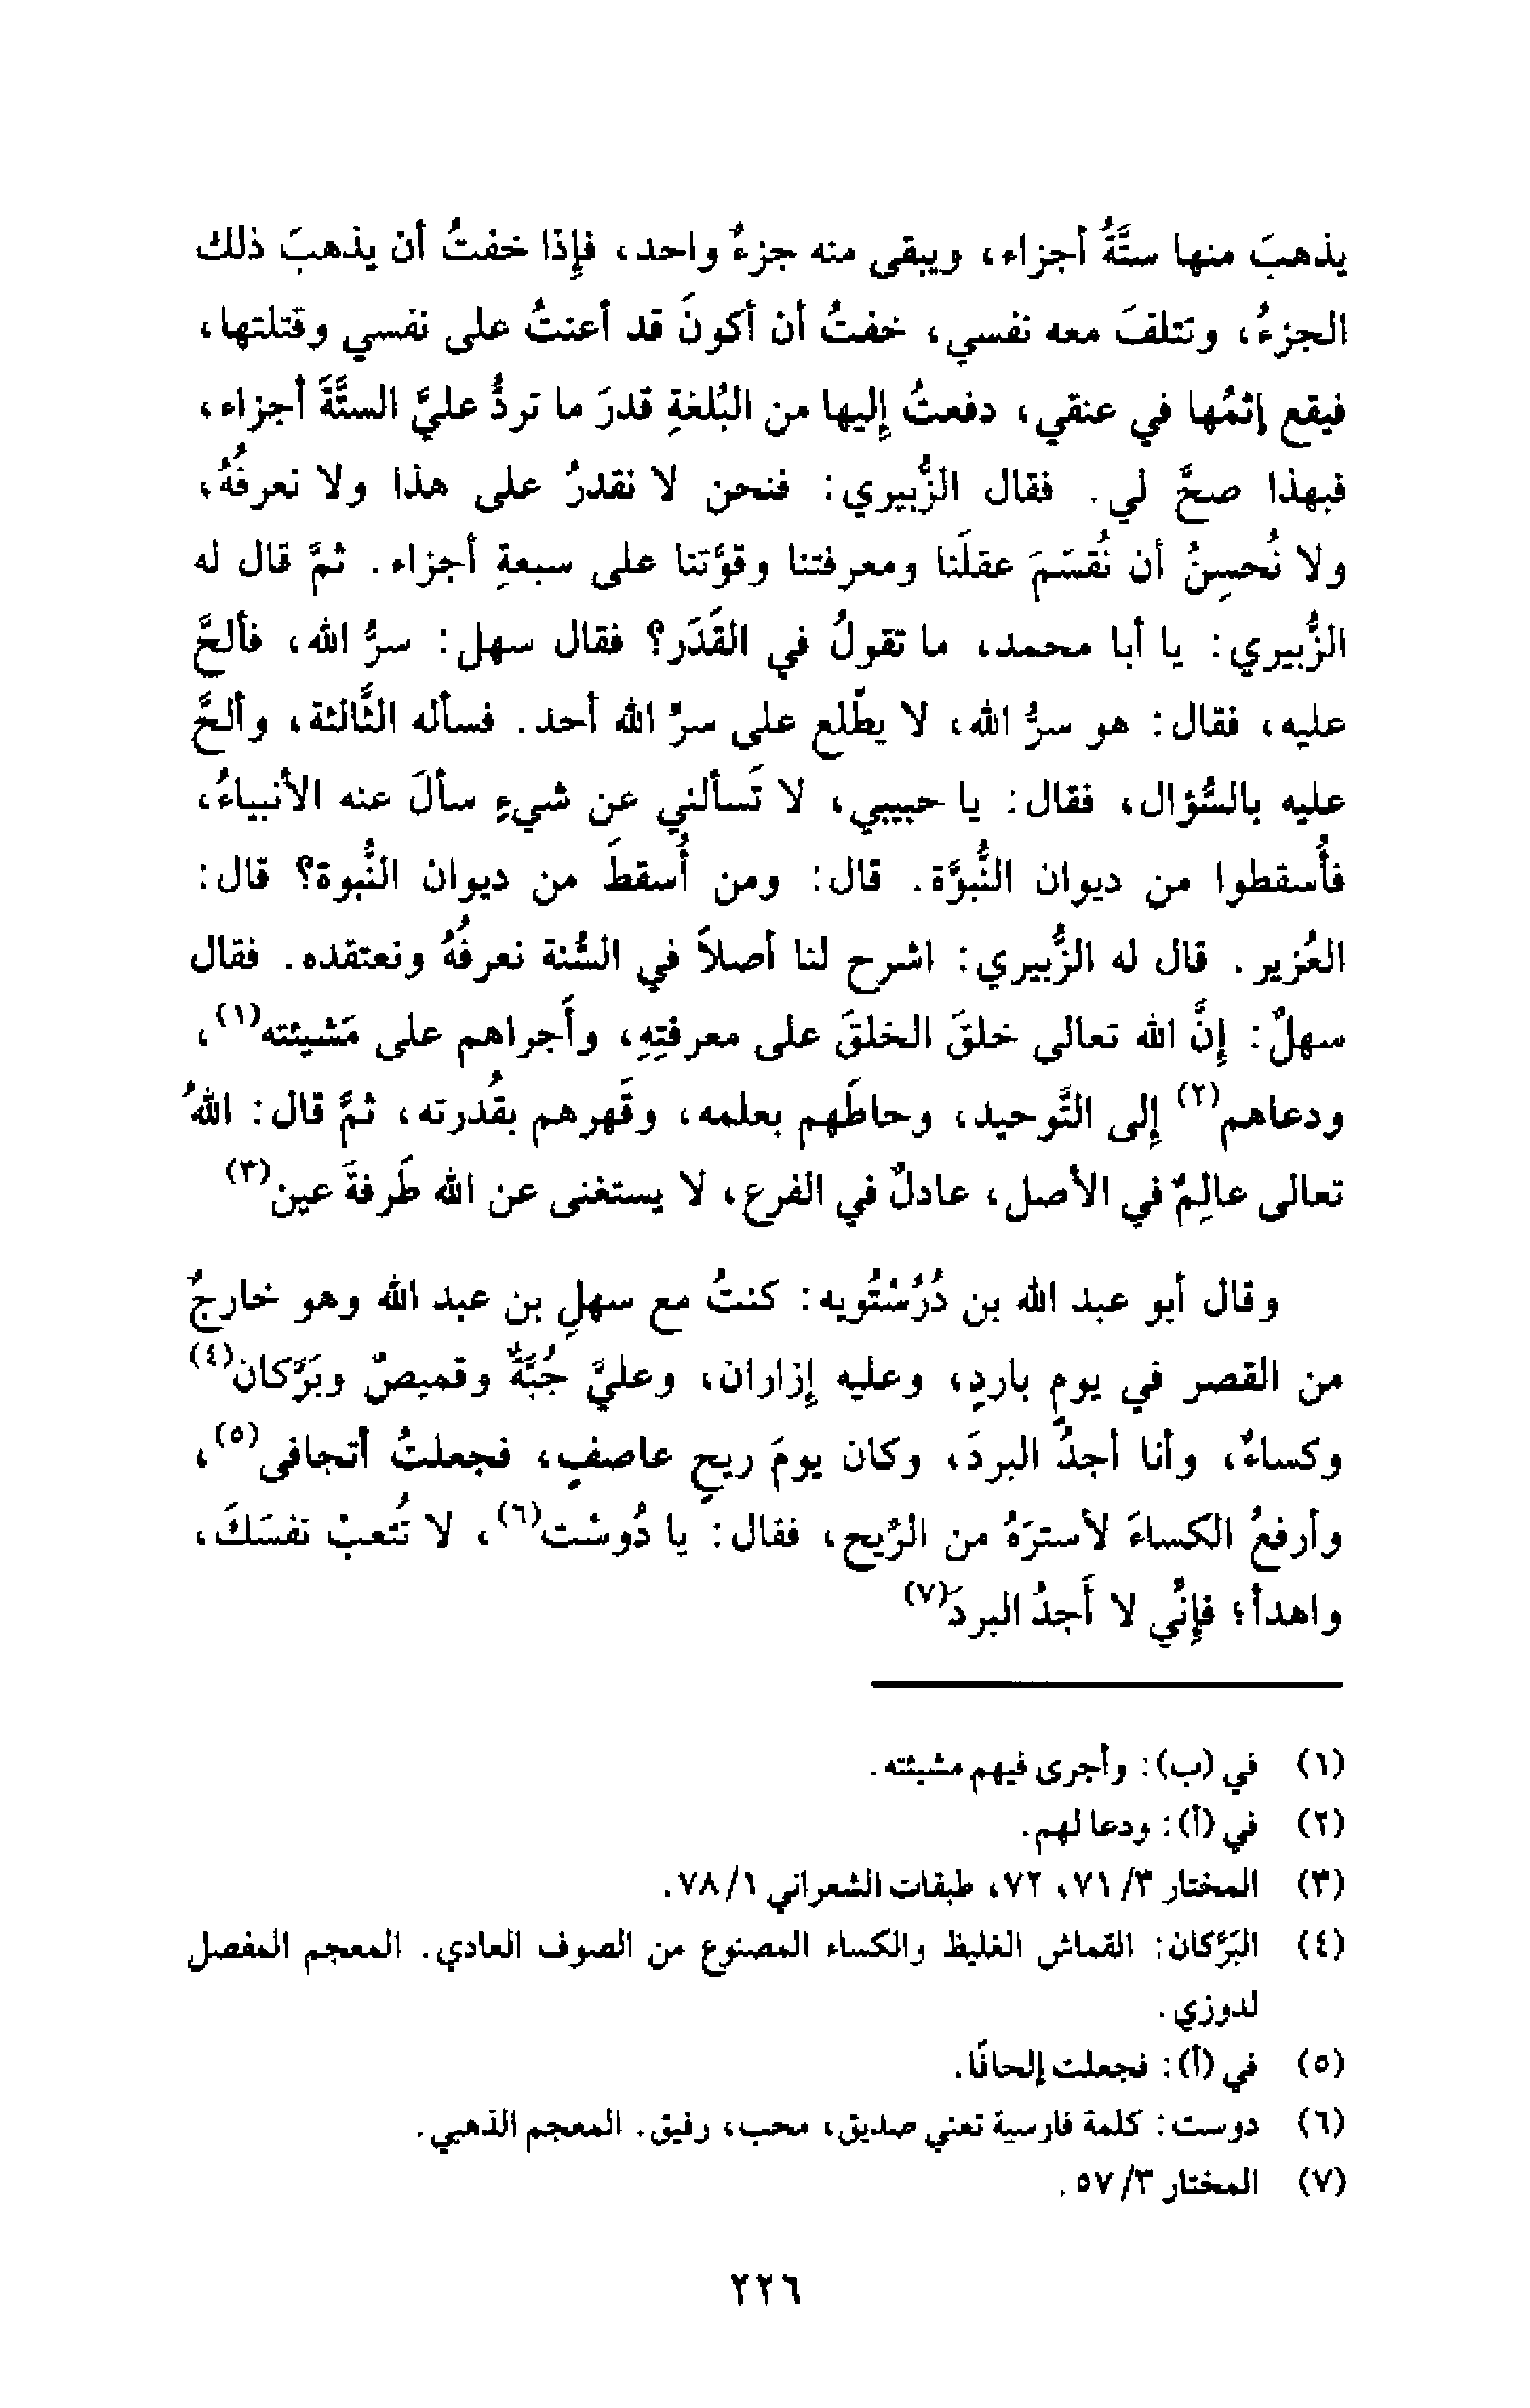 يذهبَ منها ستَّةُ أجزاء، ويبقى منه جزءٌ واحد، فإِذا خفتُ أن يذهبَ ذلك
الجزءُ، وتتلفَ معه نفسي، خفتُ أن أكونَ قد أعنتُ على نفسي وقتلتها،
فيقع إثمُها في عنقي، دفعتُ إليها من البُلغةِ قدرَ ما تردُّ عليَّ الستَّةَ أجزاء،
فبهذا صحَّ لي. فقال الزُّبيري: فنحن لا نقدرُ على هذا ولا نعرفُهُ،
ولا نُحسِنُ أن نُقسَمَ عقلَنا ومعرفتنا وقوَّتنا على سبعةِ أجزاء. ثمَّ قال له
الزُّبيري: يا أبا محمد، ما تقولُ في القَدَر؟ فقال سهل: سرُّ الله، فألحَّ
عليه، فقال: هو سرُّ الله، لا يطَّلع على سرِّ الله أحد. فسأله الثَّالثة، وألحَّ
عليه بالسُّؤال، فقال: يا حبيبي، لا تَسألني عن شيءٍ سألَ عنه الأنبياءُ،
فأُسقطوا من ديوان النُّبوَّة. قال: ومن أُسقطَ من ديوان النُّبوة؟ قال:
العُزير. قال له الزُّبيري: اشرح لنا أصلاً في السُّنة نعرفُهُ ونعتقده. فقال
سهلٌ: إنَّ الله تعالى خلقَ الخلقَ على معرفتِهِ، وأَجراهم على مَشيئته(١)،
ودعاهم(٢) إلى التَّوحيد، وحاطَهم بعلمه، وقَهرهم بقُدرته، ثمَّ قال: اللهُ
تعالى عالِمٌ في الأصل، عادلٌ في الفرع، لا يستغنى عن الله طَرفةَ عين(٣)
وقال أبو عبد الله بن دُرُسْتُويه: كنتُ مع سهلِ بن عبد الله وهو خارجٌ
من القصر في يومٍ باردٍ، وعليه إزاران، وعليَّ جُبَّةٌ وقميصٌ وبَرَّكان(٤)
وكساءٌ، وأنا أجدُ البردَ، وكان يومَ ريحٍ عاصفٍ، فجعلتُ أتجافى(٥)،
وأرفعُ الكساءَ لأسترَهُ من الرِّيح، فقال: يا دُوسْت(٦)، لا تُتعبْ نفسَكَ،
واهدأ؛ فإنِّي لا أَجدُ البردَ(٧)
(١) في (ب): وأجرى فيهم مشيئته.
(٢) في (أ): ودعا لهم.
(٣) المختار ٣/ ٧١، ٧٢، طبقات الشعراني ١/ ٧٨.
(٤) البَرَّكان: القماش الغليظ والكساء المصنوع من الصوف العادي. المعجم المفصل
لدوزي.
(٥) في (أ): فجعلت إلحافًا.
(٦) دوست: كلمة فارسية تعني صديق، محب، رفيق. المعجم الذهبي.
(٧) المختار ٣/ ٥٧.
٢٢٦